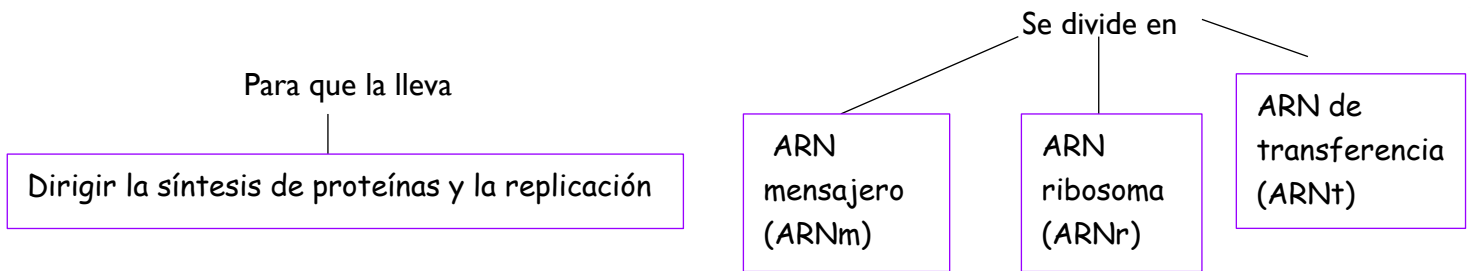 Para que la lleva
Dirigir la síntesis de proteínas y la replicación
Se divide en
ARN
mensajero
(ARNm)
ARN
ribosoma
(ARNr)
ARN de
transferencia
(ARNt)